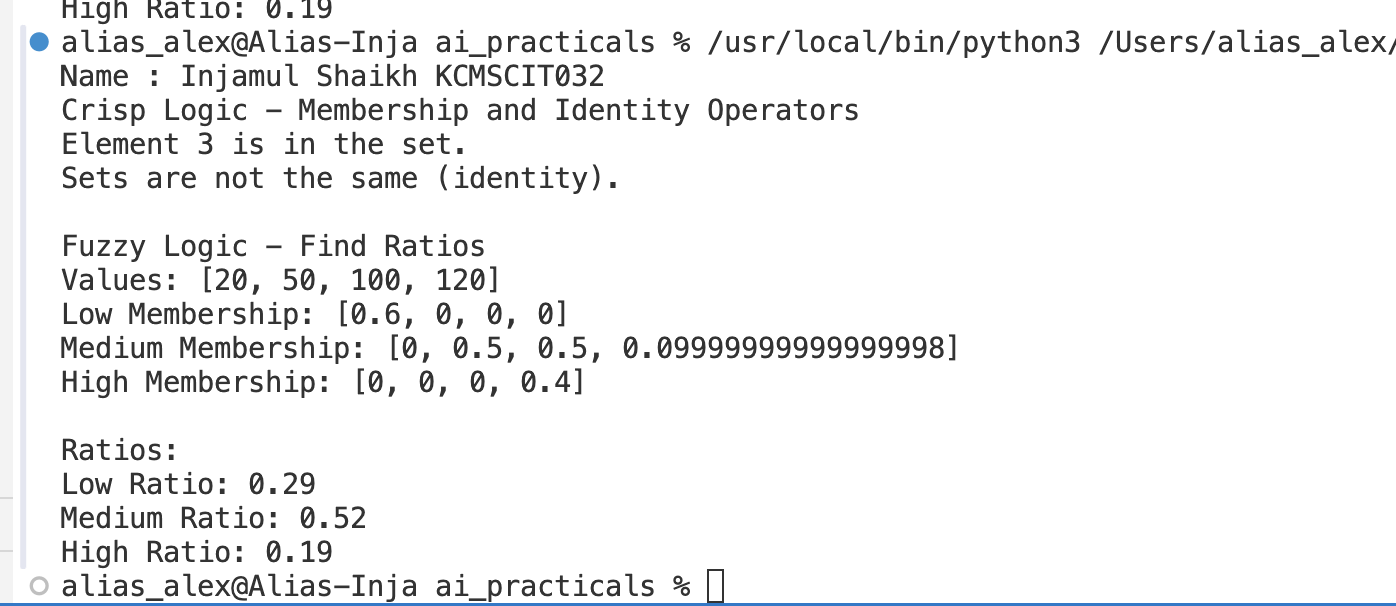 High Ratio: 0.19
alias_alex@Alias-Inja ai_practicals % /usr/local/bin/python3 /Users/alias_alex/
Name : Injamul Shaikh KCMSCIT032
Crisp Logic - Membership and Identity Operators
Element 3 is in the set.
Sets are not the same (identity).
Fuzzy Logic - Find Ratios
Values: [20, 50, 100, 120]
Low Membership: [0.6, 0, 0, 0]
Medium Membership: [0, 0.5, 0.5, 0.09999999999999998]
High Membership: [0, 0, 0, 0.4]
Ratios:
Low Ratio: 0.29
Medium Ratio: 0.52
High Ratio: 0.19
alias_alex@Alias-Inja ai_practicals %